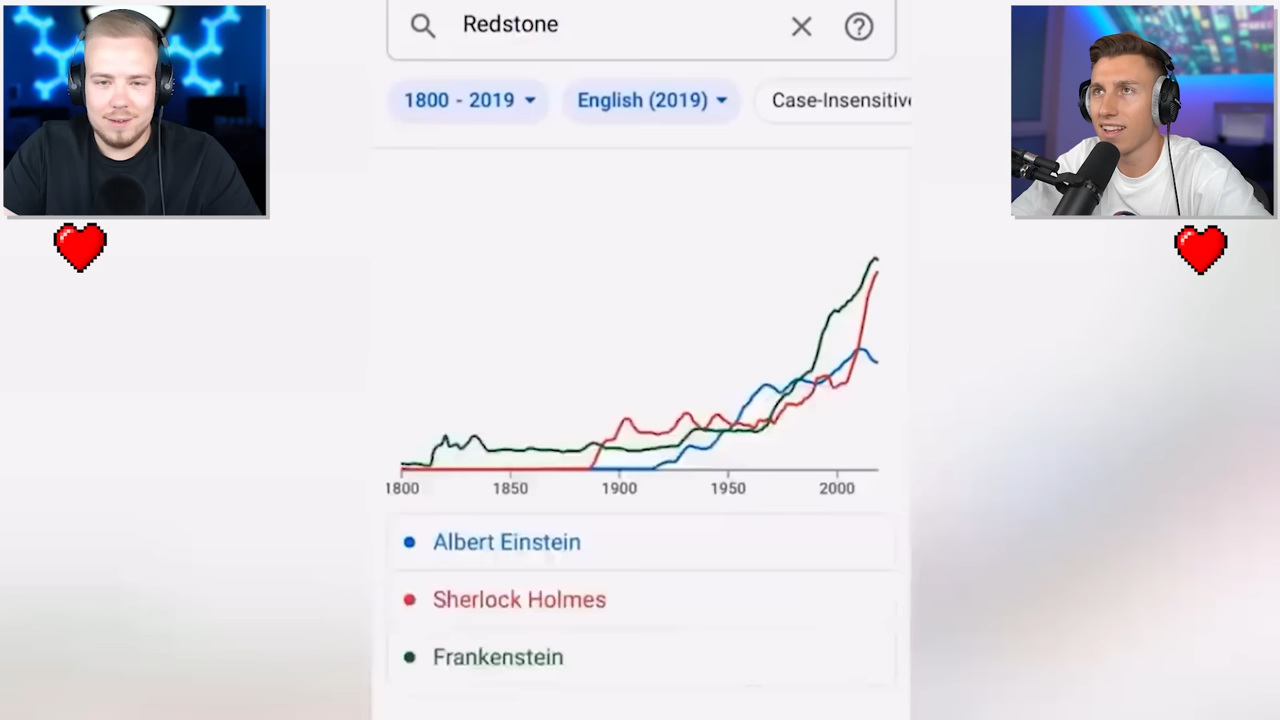 Redstone
1800 - 2019 English (2019) Case-Insensitive
1800 1850 1900 1950 2000
Albert Einstein
Sherlock Holmes
Frankenstein